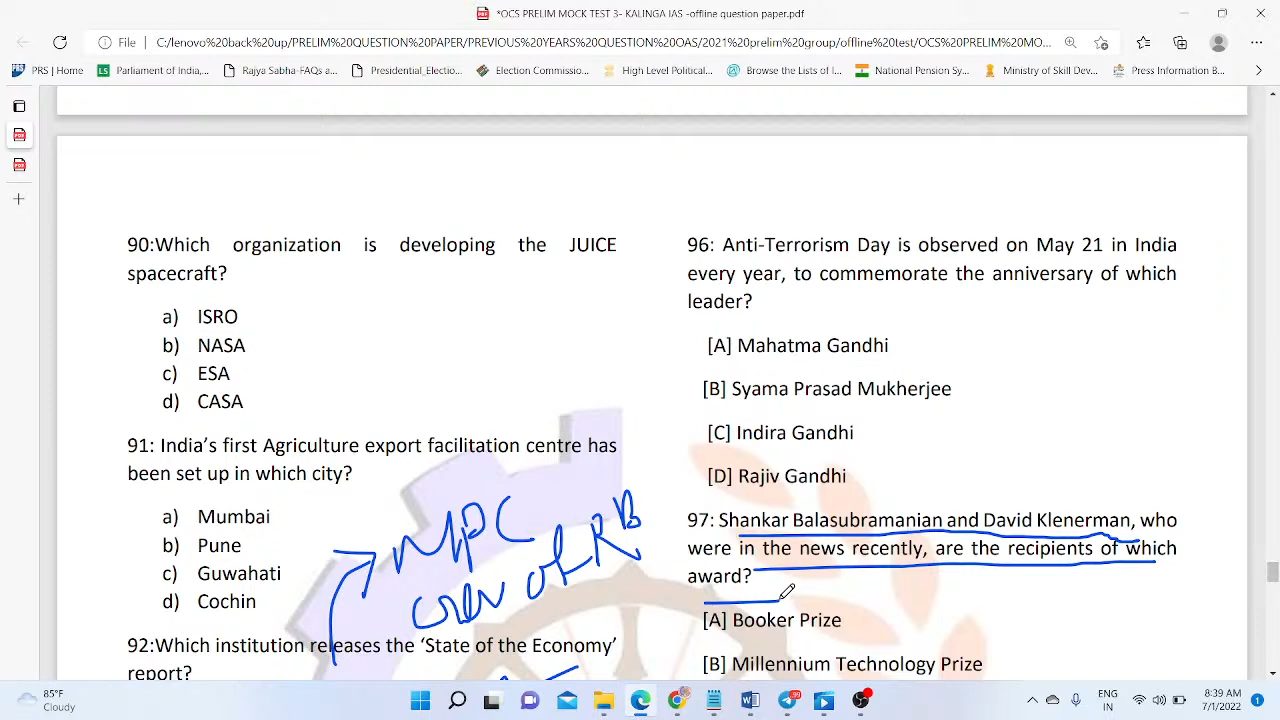 *OCS PRELIM MOCK TEST 3- KALINGA IAS -offline question paper.pdf
File
C:/lenovo%20back%20up/PRELIM%20QUESTION%20PAPER/PREVIOUS%20YEARS%20QUESTION%20OAS/2021%20prelim%20group/offline%20test/OCS%20PRELIM%20MO...
PRS | Home
Parliament of India,...
Rajya Sabha-FAQs a...
Presidential_Electio...
Election Commissio...
High Level Political...
Browse the Lists of I...
National Pension Sy...
Ministry of Skill Dev...
Press Information B...
90:Which organization is developing the JUICE
spacecraft?
a) ISRO
b) NASA
c) ESA
d) CASA
91: India's first Agriculture export facilitation centre has
been set up in which city?
a) Mumbai
b) Pune
c) Guwahati
d) Cochin
MPC
of RB
92:Which institution releases the ‘State of the Economy’
report?
96: Anti-Terrorism Day is observed on May 21 in India
every year, to commemorate the anniversary of which
leader?
[A] Mahatma Gandhi
[B] Syama Prasad Mukherjee
[C] Indira Gandhi
[D] Rajiv Gandhi
97: Shankar Balasubramanian and David Klenerman, who
were in the news recently, are the recipients of which
award?
[A] Booker Prize
[B] Millennium Technology Prize
85°F
Cloudy
99
ENG
IN
8:39 AM
7/1/2022
1